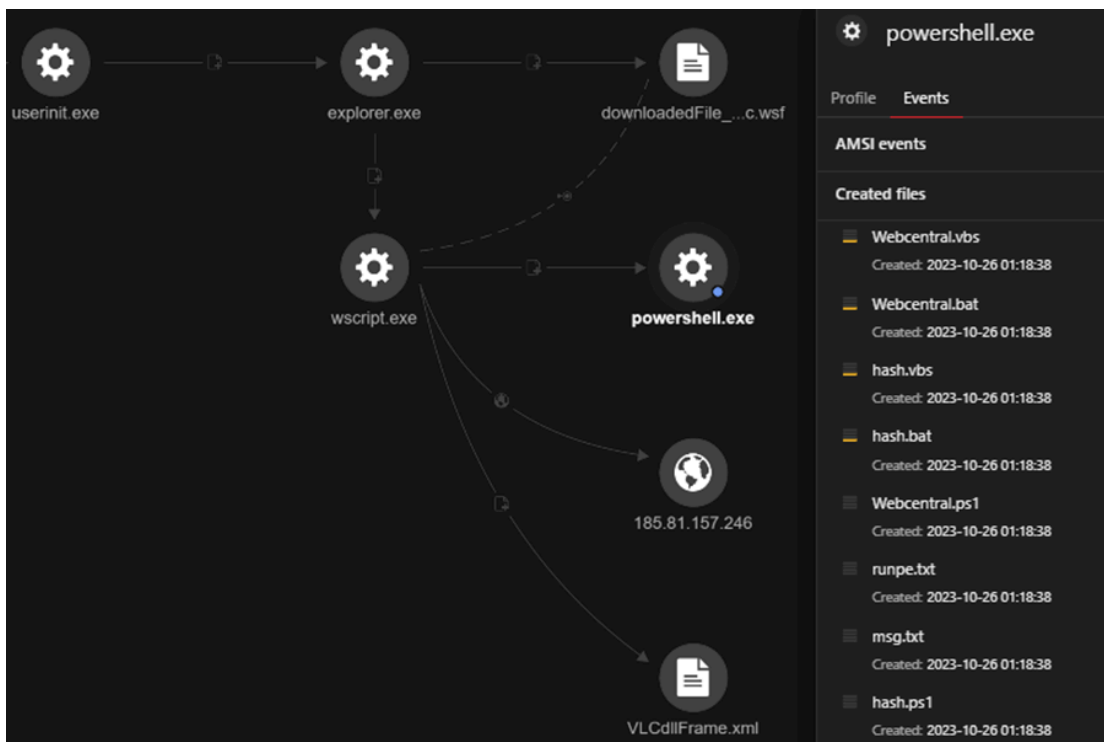 userinit.exe
explorer.exe
downloadedFile_...c.wsf
wscript.exe
powershell.exe
185.81.157.246
VLCdllFrame.xml
powershell.exe
Profile Events
AMSI events
Created files
Webcentral.vbs
Created: 2023-10-26 01:18:38
Webcentral.bat
Created: 2023-10-26 01:18:38
hash.vbs
Created: 2023-10-26 01:18:38
hash.bat
Created: 2023-10-26 01:18:38
Webcentral.ps1
Created: 2023-10-26 01:18:38
runpe.txt
Created: 2023-10-26 01:18:38
msg.txt
Created: 2023-10-26 01:18:38
hash.ps1
Created: 2023-10-26 01:18:38